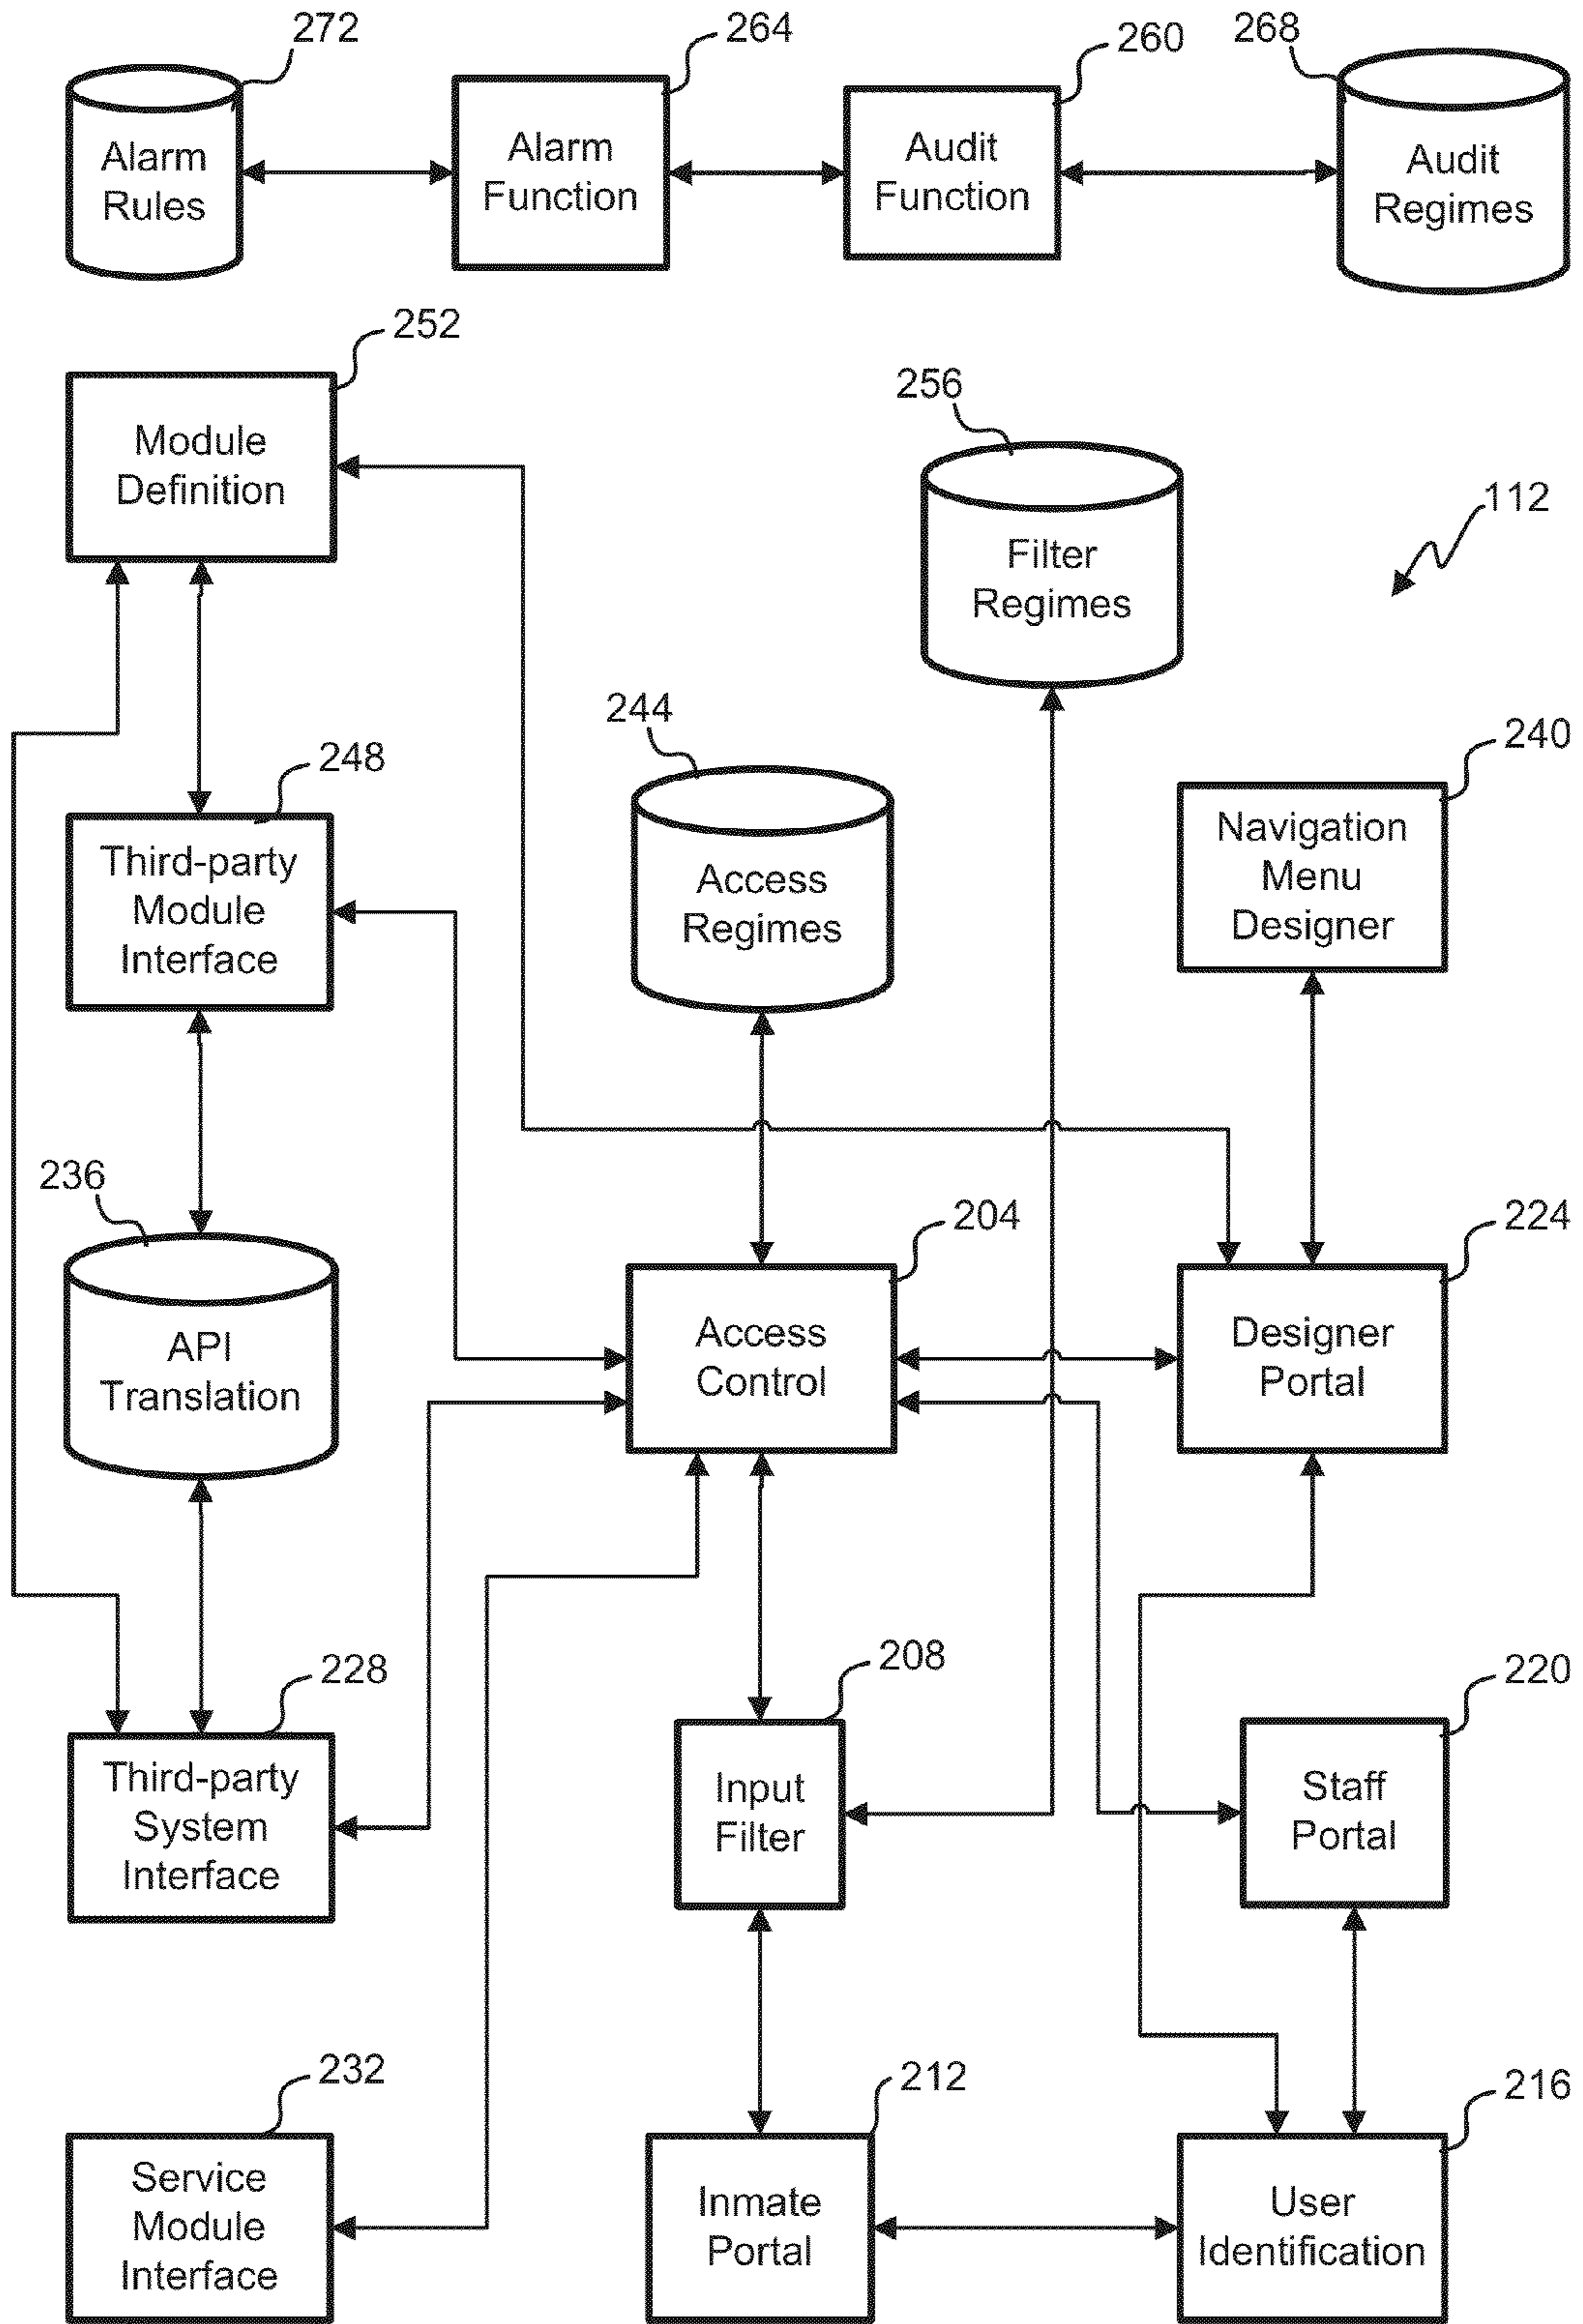 272
264
260
268
Alarm
Rules
Alarm
Function
Audit
Function
Audit
Regimes
252
Module
Definition
256
Filter
Regimes
112
244
Access
Regimes
240
Navigation
Menu
Designer
248
Third-party
Module
Interface
236
API
Translation
204
Access
Control
224
Designer
Portal
228
Third-party
System
Interface
208
Input
Filter
220
Staff
Portal
232
Service
Module
Interface
212
Inmate
Portal
216
User
Identification